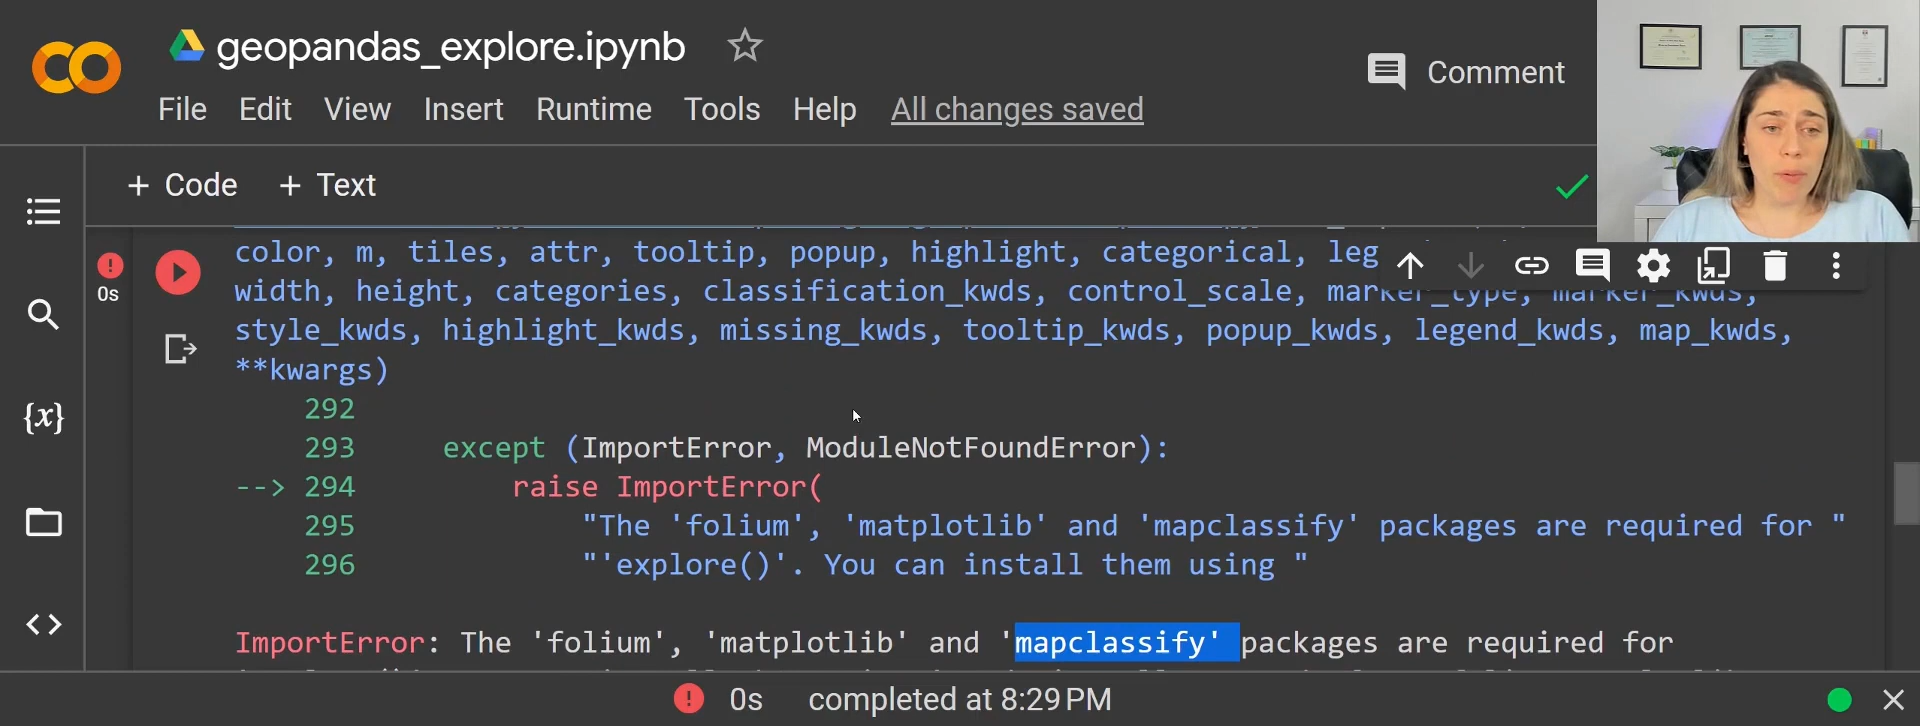 geopandas_explore.ipynb
Comment
File Edit View Insert Runtime Tools Help All changes saved
+ Code + Text
color, m, tiles, attr, tooltip, popup, highlight, categorical, leg
0s
width, height, categories, classification_kwds, control_scale, marker_type, marker_kwds,
style_kwds, highlight_kwds, missing_kwds, tooltip_kwds, popup_kwds, legend_kwds, map_kwds,
**kwargs)
292
293 except (ImportError, ModuleNotFoundError):
--> 294 raise ImportError(
295 "The 'folium', 'matplotlib' and 'mapclassify' packages are required for "
296 "'explore()'. You can install them using "
ImportError: The 'folium', 'matplotlib' and 'mapclassify' packages are required for
0s completed at 8:29 PM